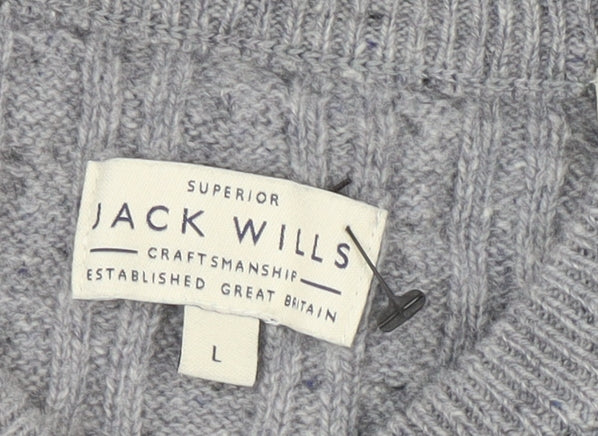 SUPERIOR
JACK WILLS
CRAFTSMANSHIP
ESTABLISHED GREAT BRITAIN
L